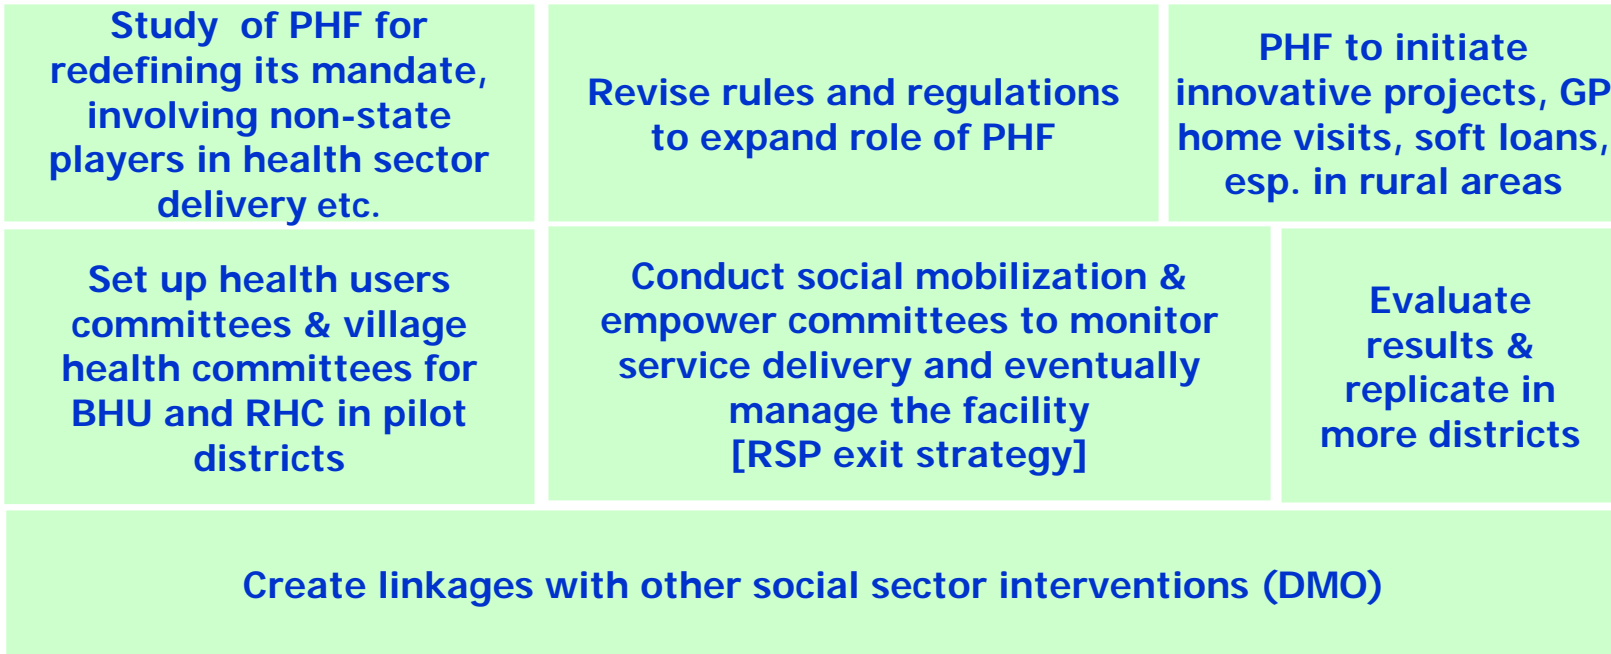 Study of PHF for
redefining its mandate,
involving non-state
players in health sector
delivery etc.
Revise rules and regulations
to expand role of PHF
PHF to initiate
innovative projects, GP
home visits, soft loans,
esp. in rural areas
Set up health users
committees & village
health committees for
BHU and RHC in pilot
districts
Conduct social mobilization &
empower committees to monitor
service delivery and eventually
manage the facility
[RSP exit strategy]
Evaluate
results &
replicate in
more districts
Create linkages with other social sector interventions (DMO)